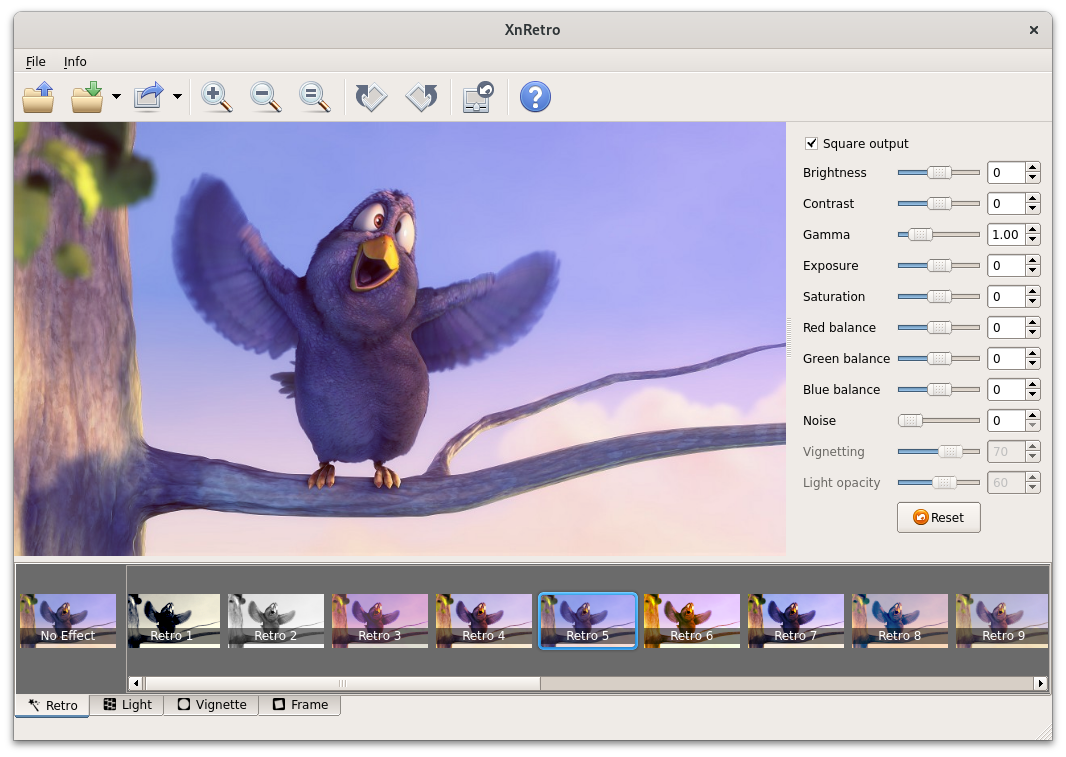 XnRetro
File Info
Square output
Brightness 0
Contrast 0
Gamma 1.00
Exposure 0
Saturation 0
Red balance 0
Green balance 0
Blue balance 0
Noise 0
Vignetting 70
Light opacity 60
Reset
No Effect Retro 1 Retro 2 Retro 3 Retro 4 Retro 5 Retro 6 Retro 7 Retro 8 Retro 9
Retro Light Vignette Frame